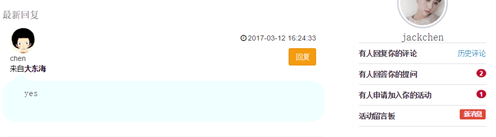 最新回复
2017-03-12 16:24:33
chen
来自大东海
回复
yes
jackchen
有人回复你的评论 历史评论
有人回答你的提问 2
有人申请加入你的活动 1
活动留言板 新消息